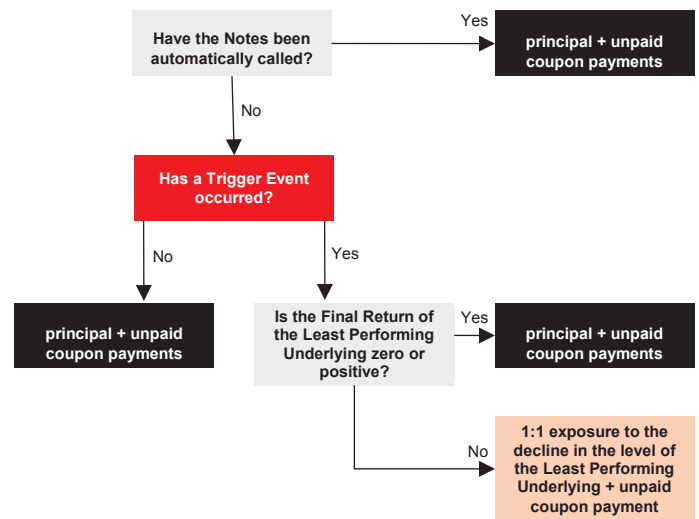 Have the Notes been
automatically called?
Yes
principal + unpaid
coupon payments
No
Has a Trigger Event
occurred?
No
Yes
principal + unpaid
coupon payments
Is the Final Return of
the Least Performing
Underlying zero or
positive?
Yes
principal + unpaid
coupon payments
No
1:1 exposure to the
decline in the level of
the Least Performing
Underlying + unpaid
coupon payment